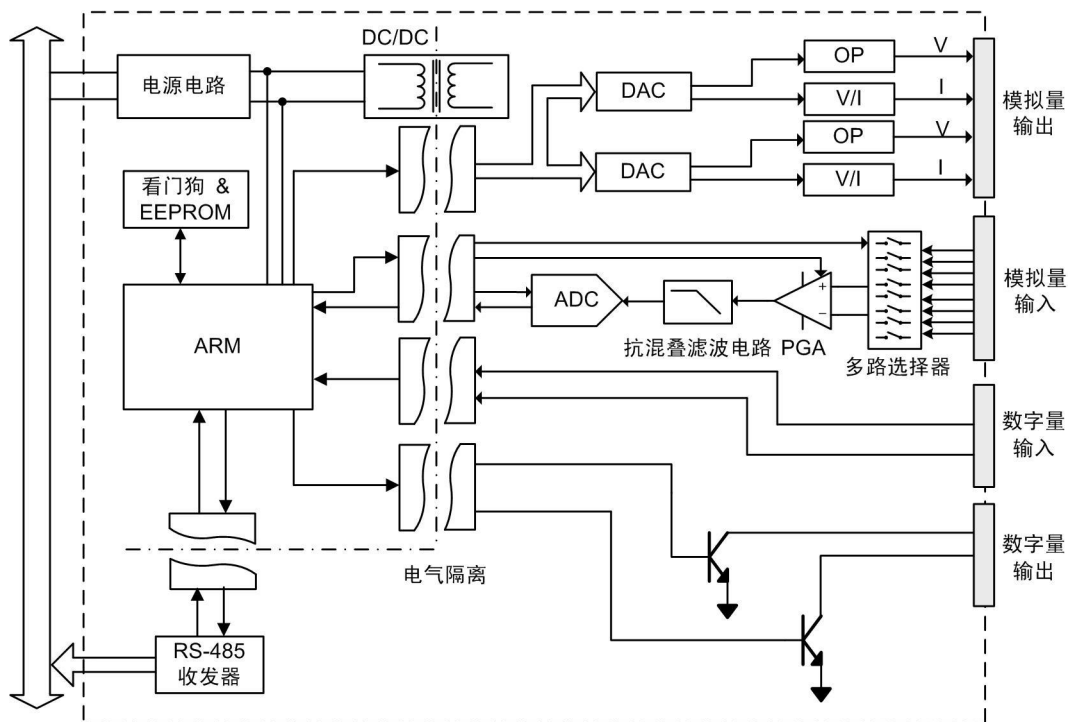 DC/DC
电源电路
DAC
OP
V
V/I
I
模拟量
输出
OP
V
DAC
V/I
I
看门狗 &
EEPROM
ARM
ADC
抗混叠滤波电路
PGA
+
−
多路选择器
模拟量
输入
数字量
输入
电气隔离
数字量
输出
RS-485
收发器